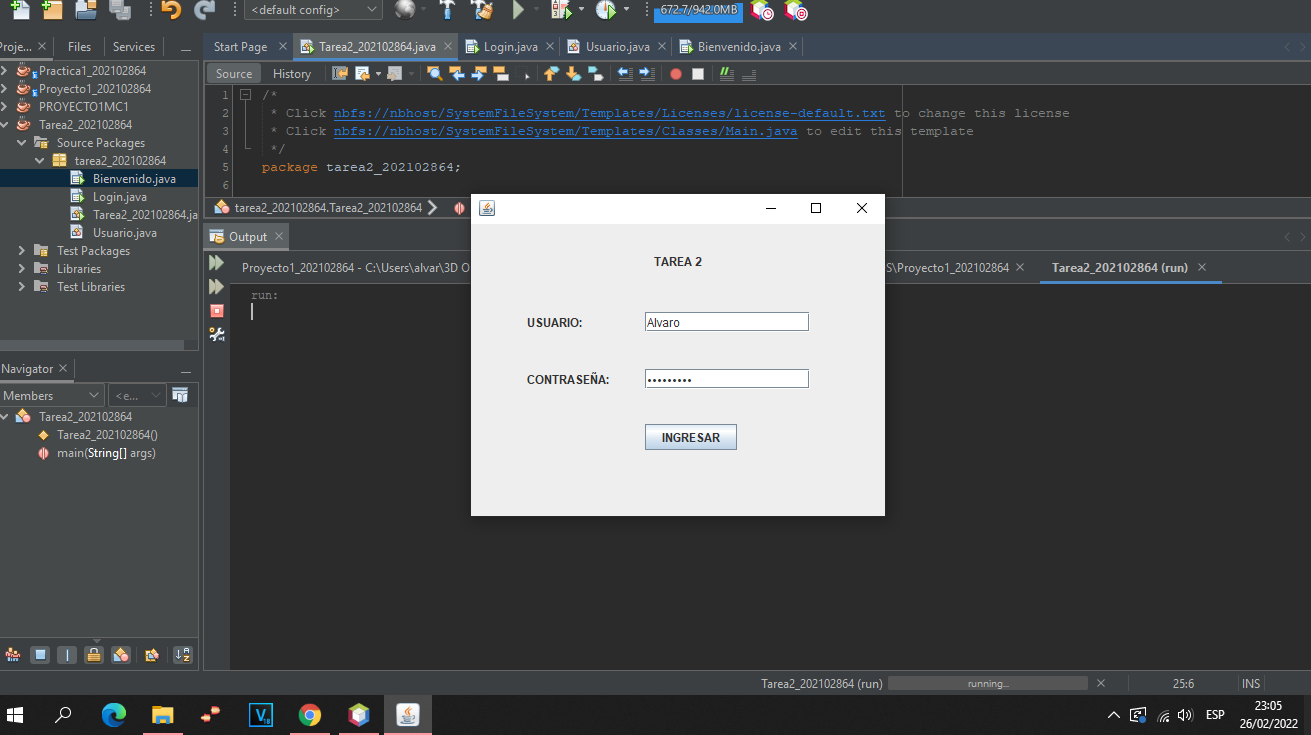 <default config>
672.7/942.0MB
Proje...
Files
Services
Start Page
Tarea2_202102864.java
Login.java
Usuario.java
Bienvenido.java
Source
History
Practica1_202102864
Proyecto1_202102864
PROYECTO1MC1
Tarea2_202102864
Source Packages
tarea2_202102864
Bienvenido.java
Login.java
Tarea2_202102864.ja
Usuario.java
Test Packages
Libraries
Test Libraries
1 /*
2 * Click nbfs://nbhost/SystemFileSystem/Templates/Licenses/license-default.txt to change this license
3 * Click nbfs://nbhost/SystemFileSystem/Templates/Classes/Main.java to edit this template
4 */
5 package tarea2_202102864;
6
tarea2_202102864.Tarea2_202102864
Output
Proyecto1_202102864 - C:\Users\alvar\3D O
S\Proyecto1_202102864
Tarea2_202102864 (run)
run:
TAREA 2
USUARIO:
Alvaro
CONTRASEÑA:
•••••••••
INGRESAR
Navigator
Members
<e...
Tarea2_202102864
Tarea2_202102864()
main(String[] args)
Tarea2_202102864 (run)
running...
25:6
INS
ESP
23:05
26/02/2022